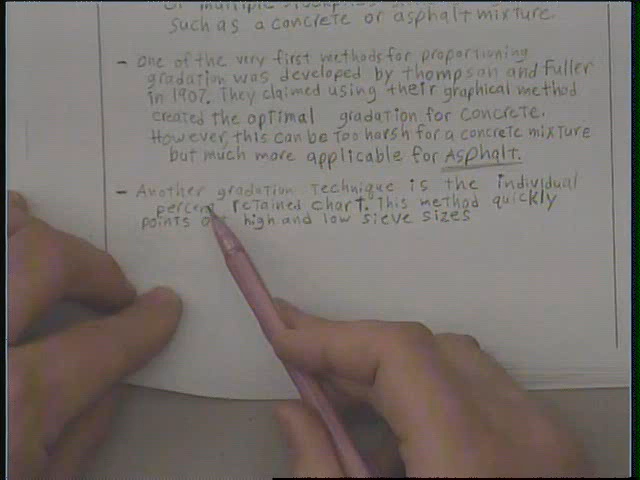 or multiple
such as a concrete or asphalt mixture.
- One of the very first methods for proportioning
gradation was developed by Thompson and Fuller
in 1907. They claimed using their graphical method
created the optimal gradation for concrete.
However, this can be too harsh for a concrete mixture
but much more applicable for Asphalt.
- Another gradation technique is the individual
percent retained chart. This method quickly
points out high and low sieve sizes